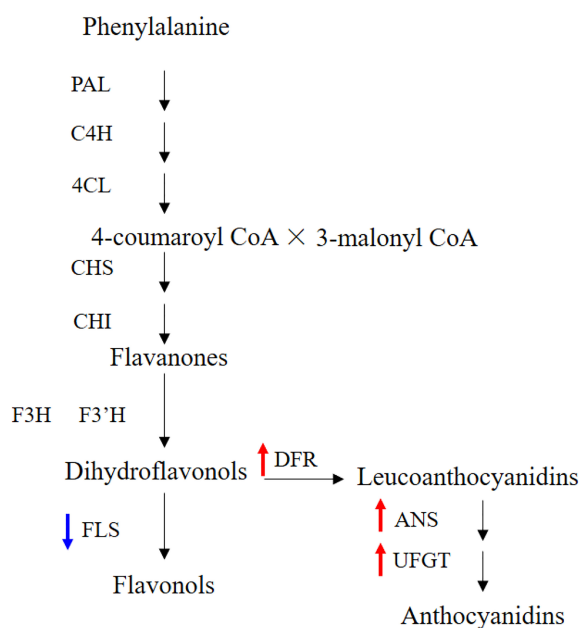 Phenylalanine
PAL
C4H
4CL
4-coumaroyl CoA × 3-malonyl CoA
CHS
CHI
Flavanones
F3H F3’H
Dihydroflavonols DFR Leucoanthocyanidins
FLS ANS
UFGT
Flavonols
Anthocyanidins